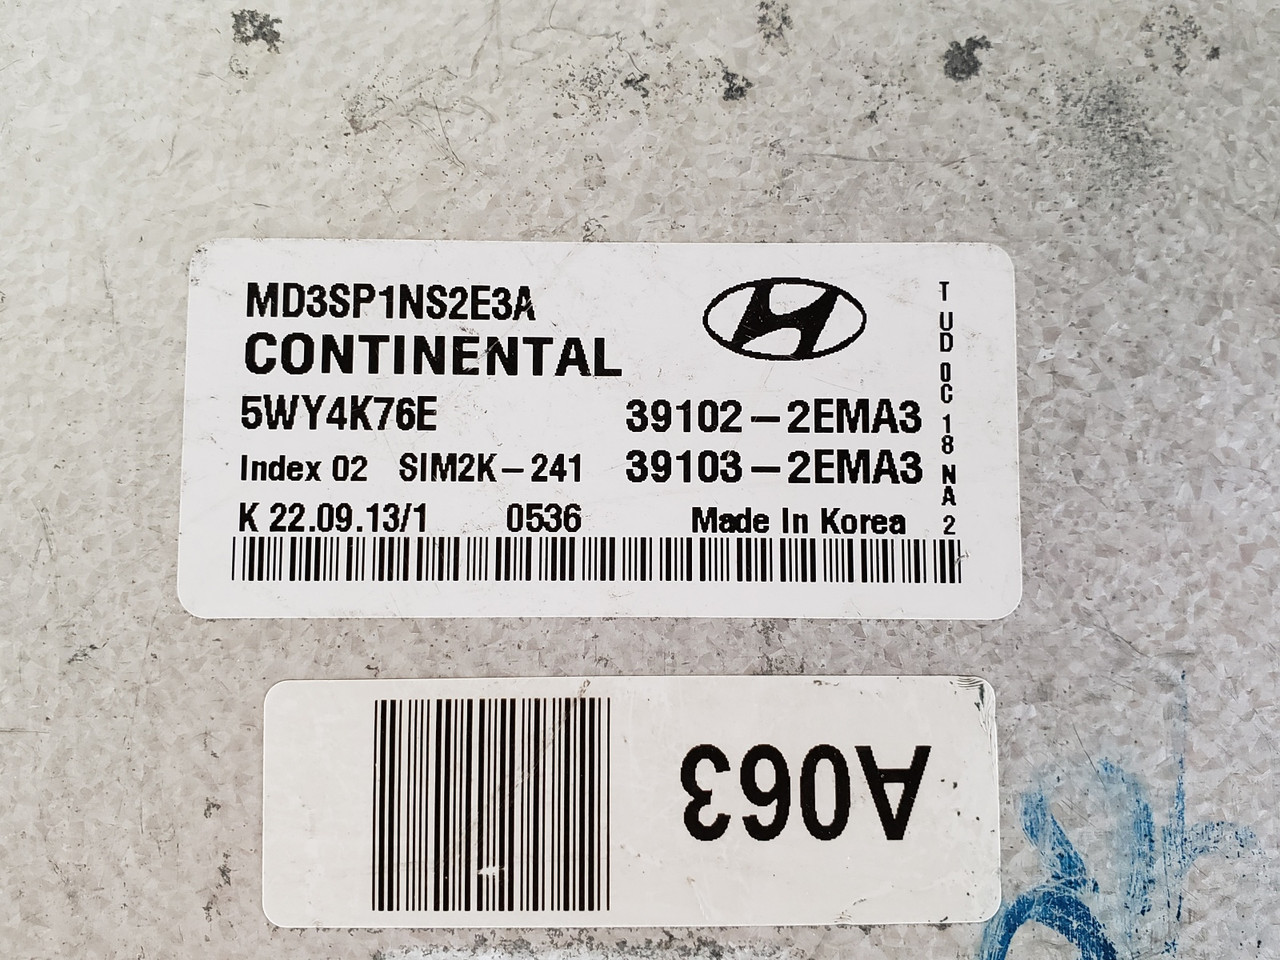 MD3SP1NS2E3A
CONTINENTAL
5WY4K76E 39102-2EMA3
Index 02 SIM2K-241 39103-2EMA3
K 22.09.13/1 0536 Made In Korea
T UD 0C 18 NA 2
A063